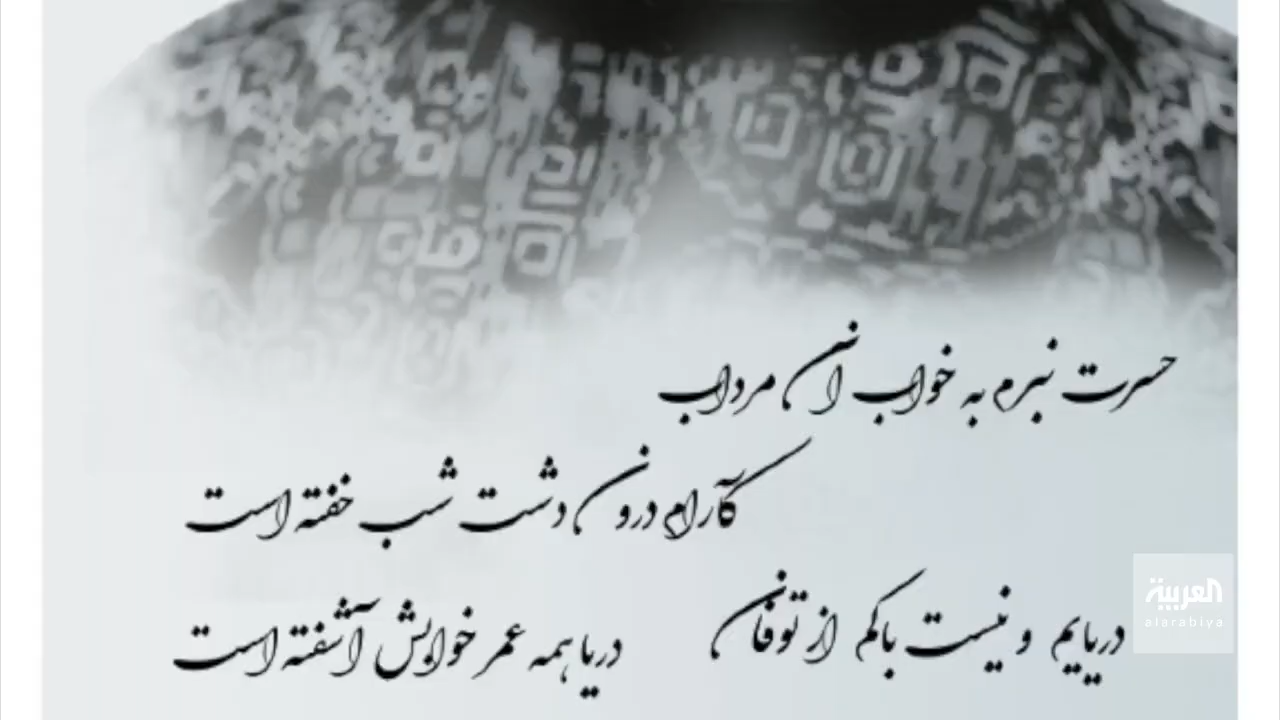 حسرت نبرم به خواب انن مرداب
کآرام درون دشت شب خفته است
دریایم و نیست باکم از توفان
دریا همه عمر خوابش آشفته است
العربية
alarabiya